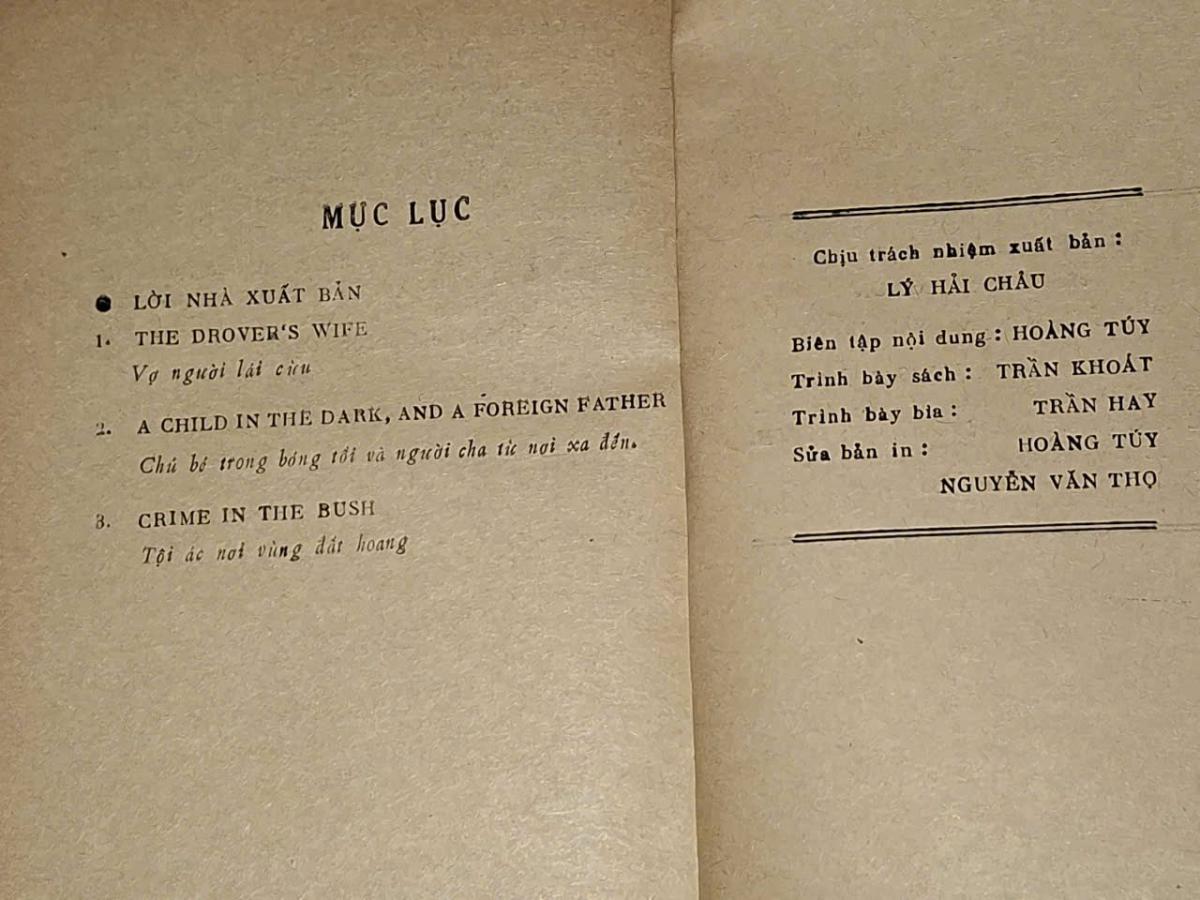 MỤC LỤC
● LỜI NHÀ XUẤT BẢN
1. THE DROVER'S WIFE
Vợ người lái cừu
2. A CHILD IN THE DARK, AND A FOREIGN FATHER
Chú bé trong bóng tối và người cha từ nơi xa đến.
3. CRIME IN THE BUSH
Tội ác nơi vùng đất hoang
Chịu trách nhiệm xuất bản :
LÝ HẢI CHÂU
Biên tập nội dung : HOÀNG TÚY
Trình bày sách : TRẦN KHOÁT
Trình bày bìa : TRẦN HAY
Sửa bản in : HOÀNG TÚY
NGUYỄN VĂN THỌ